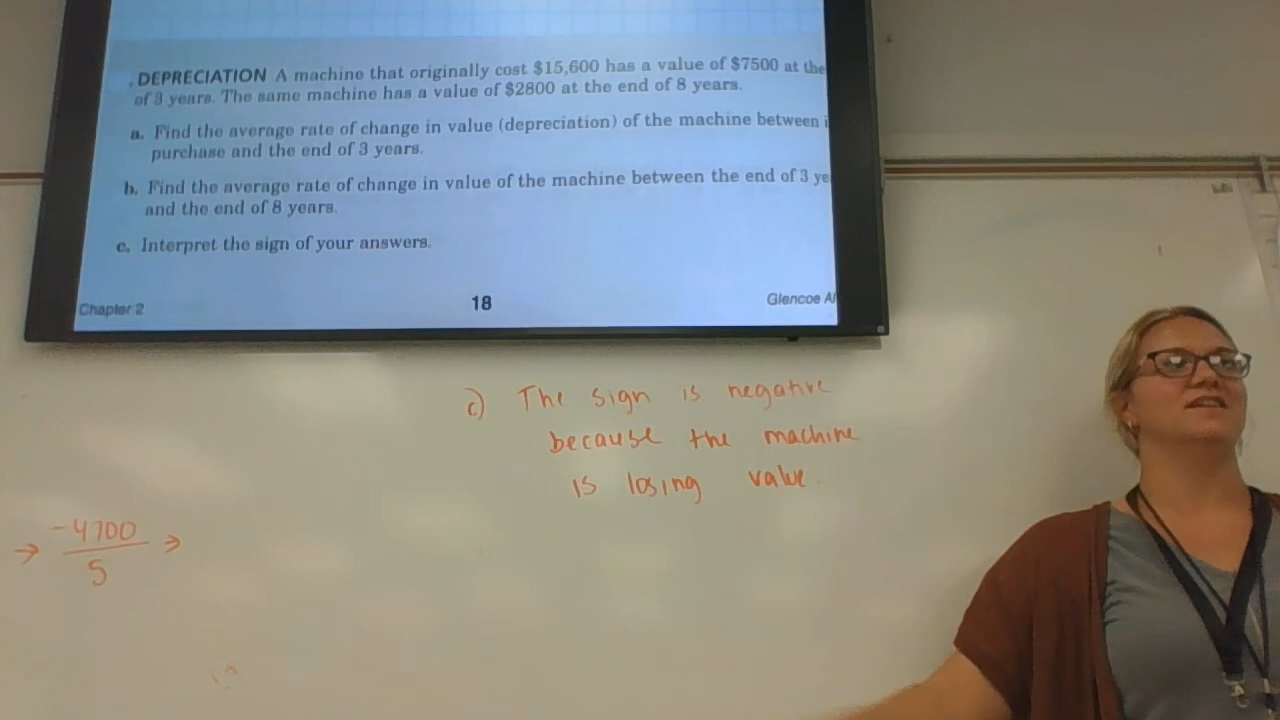 . DEPRECIATION A machine that originally cost $15,600 has a value of $7500 at the
of 3 years. The same machine has a value of $2800 at the end of 8 years.
a. Find the average rate of change in value (depreciation) of the machine between i
purchase and the end of 3 years.
b. Find the average rate of change in value of the machine between the end of 3 ye
and the end of 8 years.
c. Interpret the sign of your answers.
Chapter 2 18 Glencoe Al
c) The sign is negative
because the machine
is losing value
→ -4700 →
5